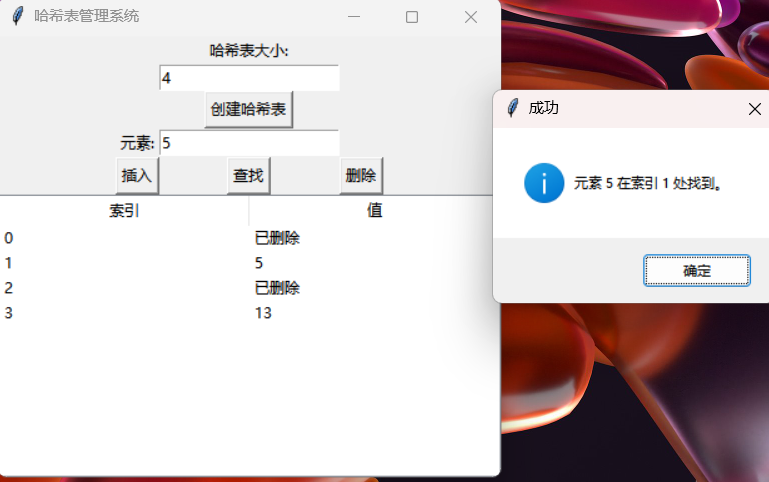 哈希表管理系统
哈希表大小:
4
创建哈希表
元素: 5
插入 查找 删除
索引 值
0 已删除
1 5
2 已删除
3 13
成功
元素 5 在索引 1 处找到。
确定